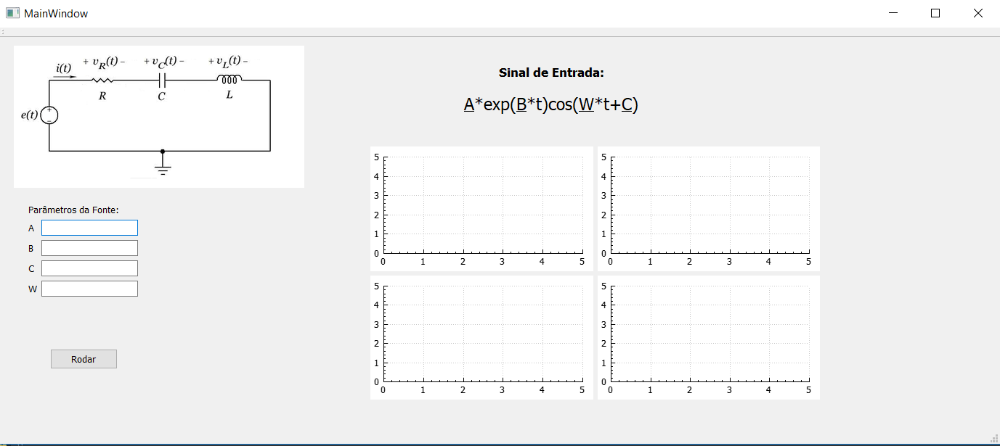 MainWindow
i(t) + v_R(t) − + v_C(t) − + v_L(t) −
R C L
e(t) + −
Sinal de Entrada:
A*exp(B*t)cos(W*t+C)
Parâmetros da Fonte:
A
B
C
W
Rodar
5
4
3
2
1
0
0 1 2 3 4 5
5
4
3
2
1
0
0 1 2 3 4 5
5
4
3
2
1
0
0 1 2 3 4 5
5
4
3
2
1
0
0 1 2 3 4 5